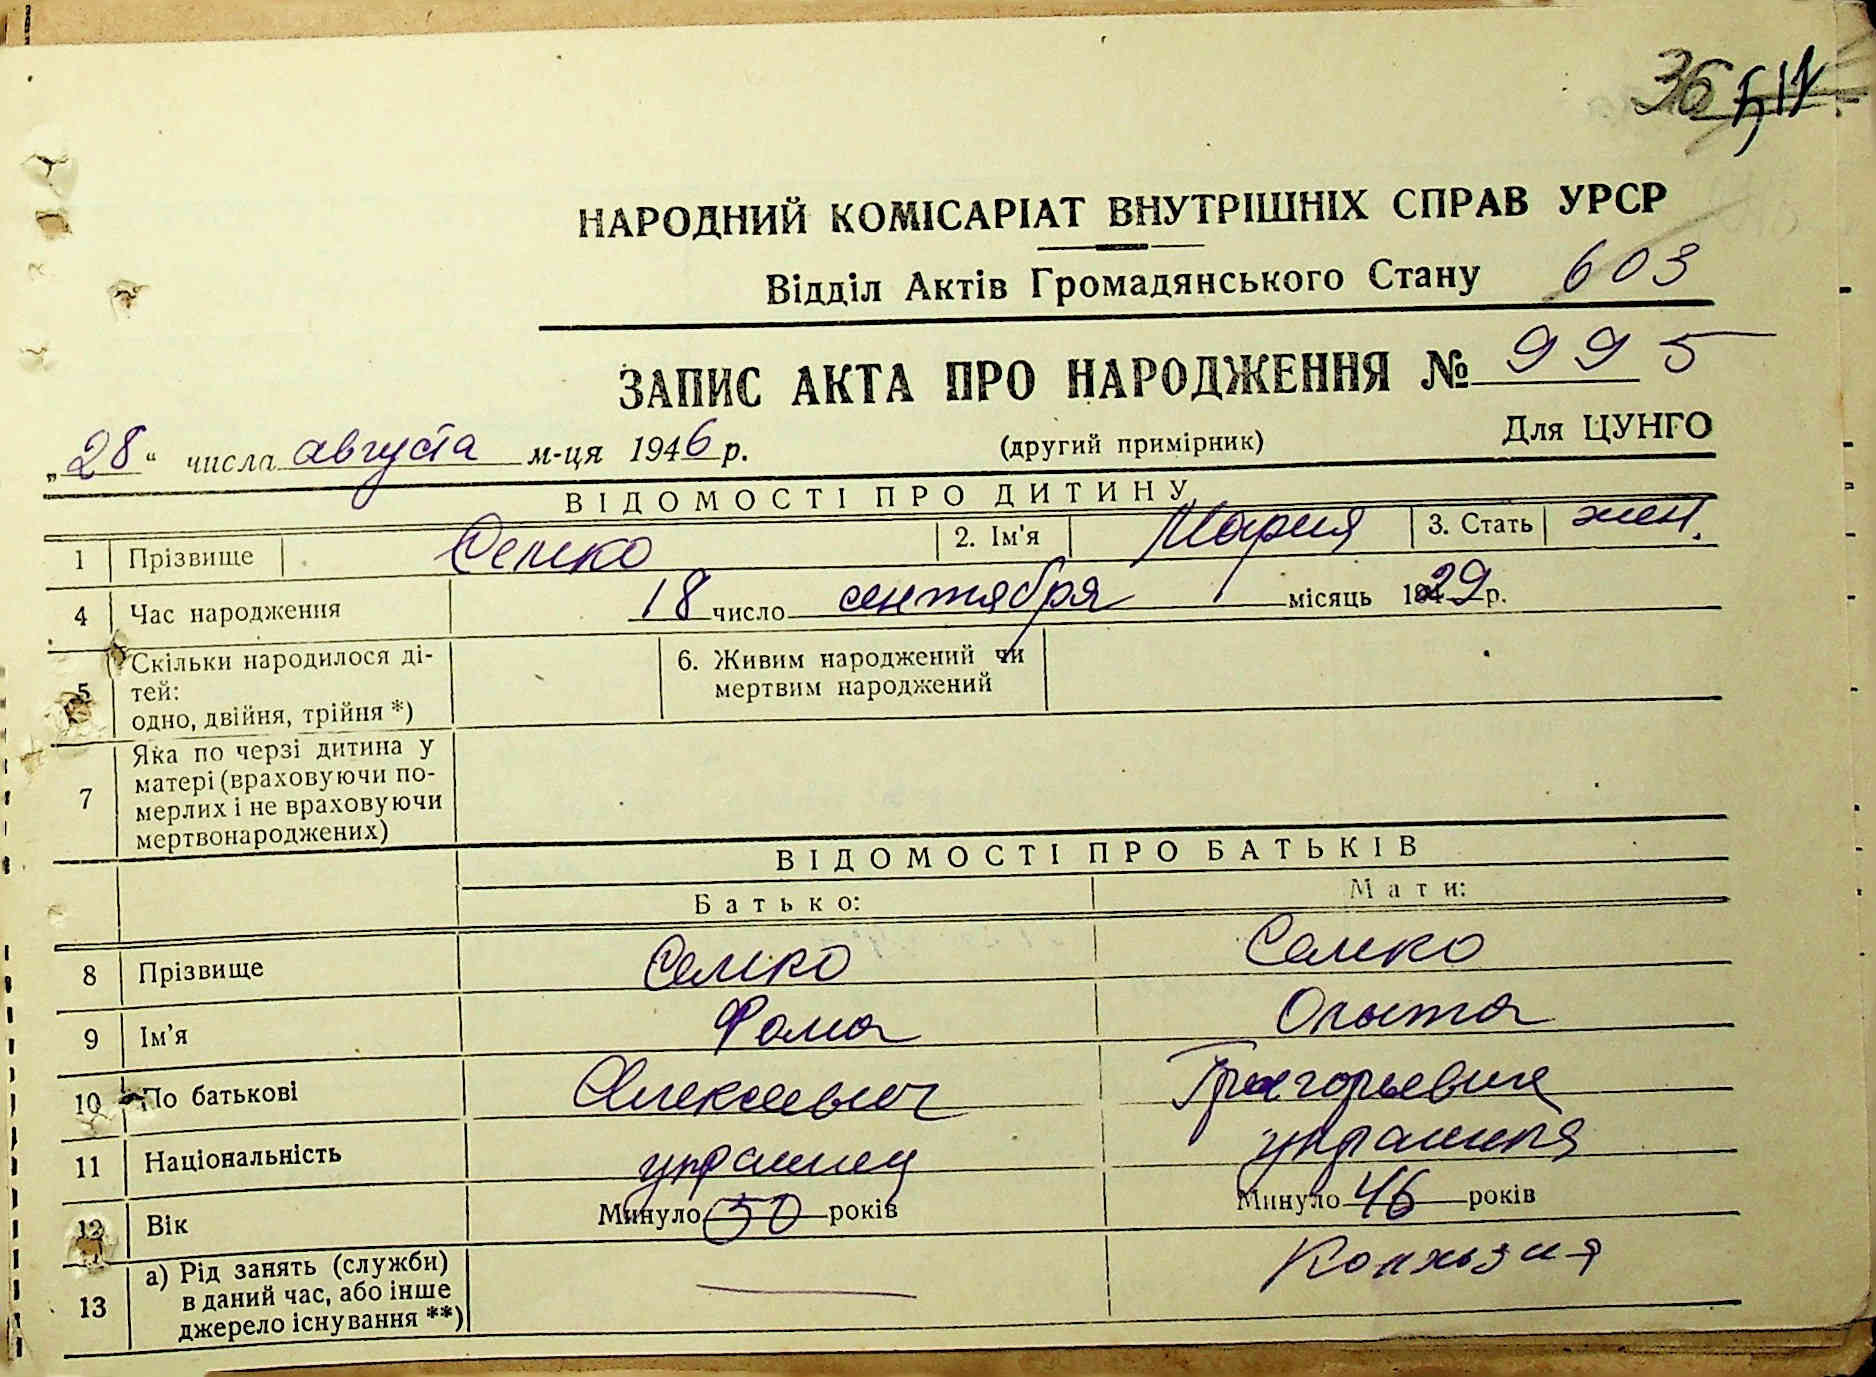 36
НАРОДНИЙ КОМІСАРІАТ ВНУТРІШНІХ СПРАВ УРСР
Відділ Актів Громадянського Стану 603
ЗАПИС АКТА ПРО НАРОДЖЕННЯ № 995
„28“ числа августа м-ця 1946 р. (другий примірник) Для ЦУНГО
ВІДОМОСТІ ПРО ДИТИНУ
1 Прізвище Семко 2. Ім'я Мария 3. Стать жен.
4 Час народження 18 число сентября місяць 1929 р.
5 Скільки народилося ді-
тей:
одно, двійня, трійня *)
6. Живим народжений чи
мертвим народжений
7 Яка по черзі дитина у
матері (враховуючи по-
мерлих і не враховуючи
мертвонароджених)
ВІДОМОСТІ ПРО БАТЬКІВ
Батько: Мати:
8 Прізвище Семко Семко
9 Ім'я Фома
10 По батькові Алексеевич Григорьевна
11 Національність украинец украинка
12 Вік Минуло 50 років Минуло 46 років
13 а) Рід занять (служби)
в даний час, або інше
джерело існування **)
— Колхозная